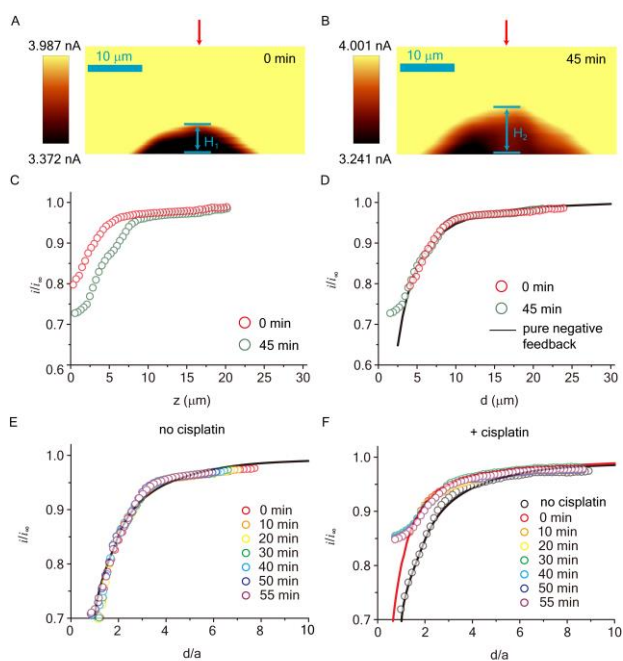 A
B
3.987 nA
10 μm
0 min
H1
3.372 nA
4.001 nA
10 μm
45 min
H2
3.241 nA
C
1.0
0.9
0.8
0.7
0.6
i/i∞
0 min
45 min
0 5 10 15 20 25 30
z (μm)
D
1.0
0.9
0.8
0.7
0.6
i/i∞
0 min
45 min
pure negative
feedback
0 5 10 15 20 25 30
d (μm)
E
no cisplatin
1.0
0.9
0.8
0.7
i/i∞
0 min
10 min
20 min
30 min
40 min
50 min
55 min
0 2 4 6 8 10
d/a
F
+ cisplatin
1.0
0.9
0.8
0.7
i/i∞
no cisplatin
0 min
10 min
20 min
30 min
40 min
50 min
55 min
0 2 4 6 8 10
d/a